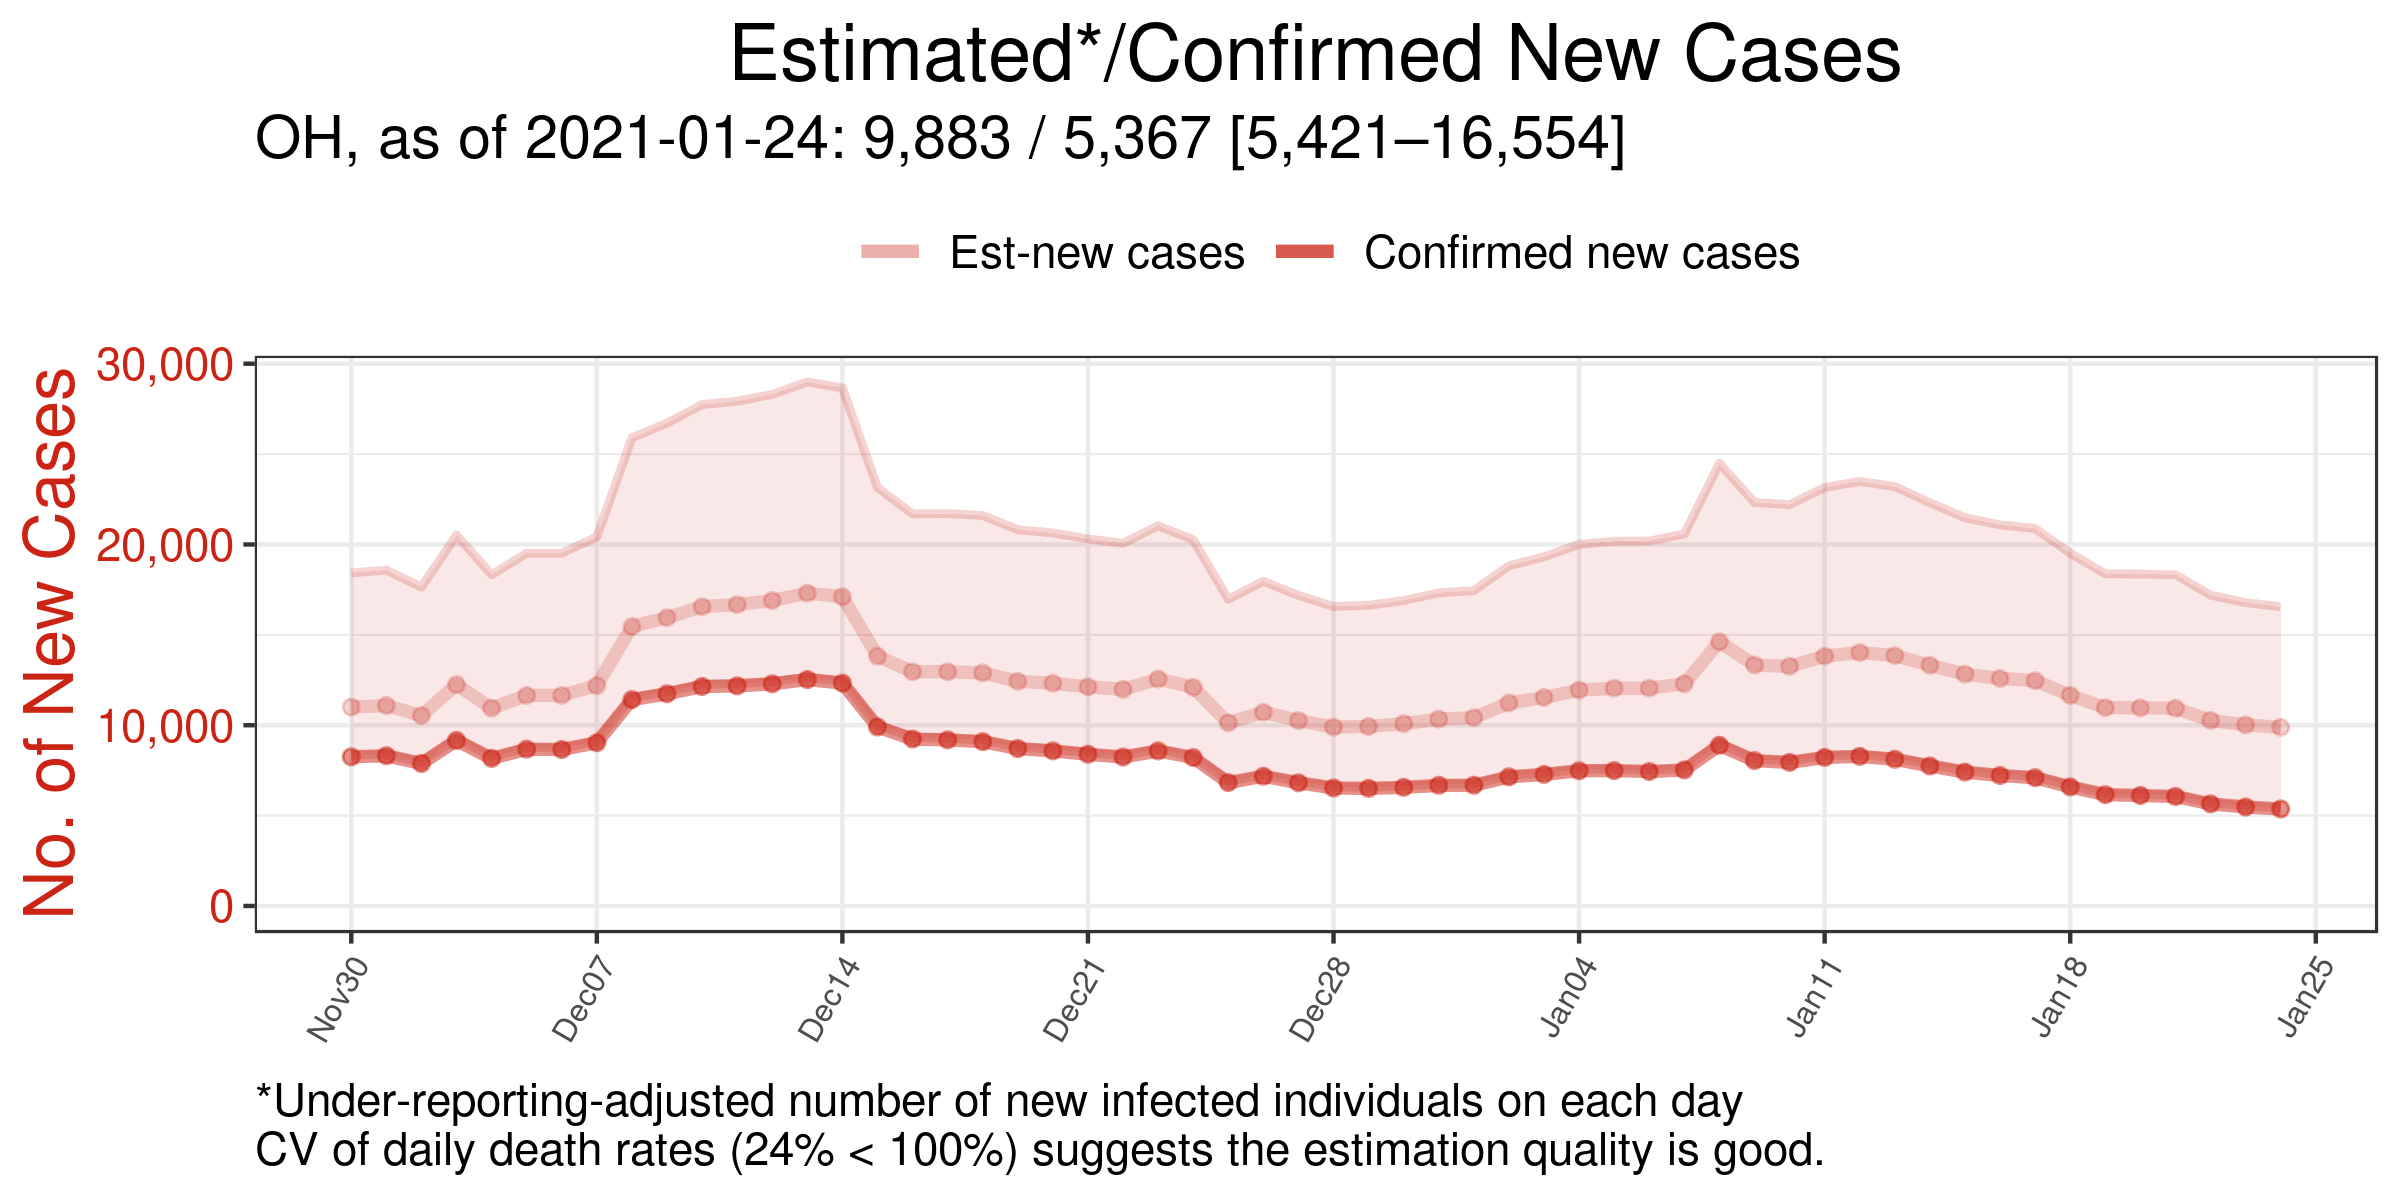 Estimated*/Confirmed New Cases
OH, as of 2021-01-24: 9,883 / 5,367 [5,421–16,554]
Est-new cases Confirmed new cases
No. of New Cases
30,000
20,000
10,000
0
Nov30 Dec07 Dec14 Dec21 Dec28 Jan04 Jan11 Jan18 Jan25
*Under-reporting-adjusted number of new infected individuals on each day
CV of daily death rates (24% < 100%) suggests the estimation quality is good.